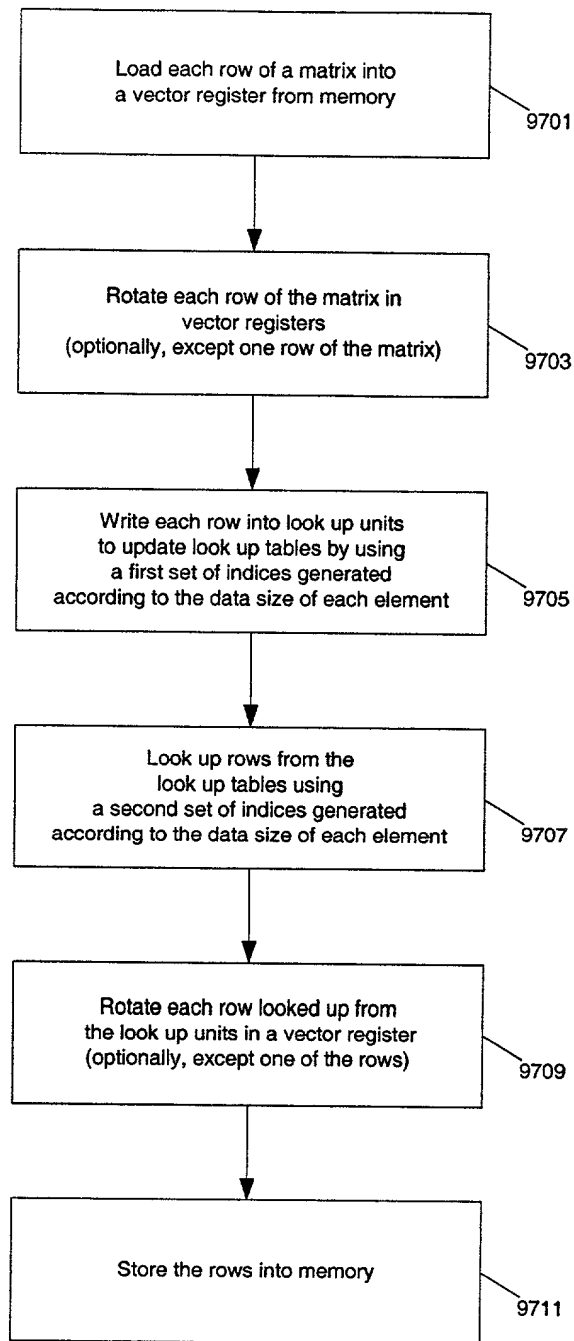 Load each row of a matrix into
a vector register from memory
9701
Rotate each row of the matrix in
vector registers
(optionally, except one row of the matrix)
9703
Write each row into look up units
to update look up tables by using
a first set of indices generated
according to the data size of each element
9705
Look up rows from the
look up tables using
a second set of indices generated
according to the data size of each element
9707
Rotate each row looked up from
the look up units in a vector register
(optionally, except one of the rows)
9709
Store the rows into memory
9711